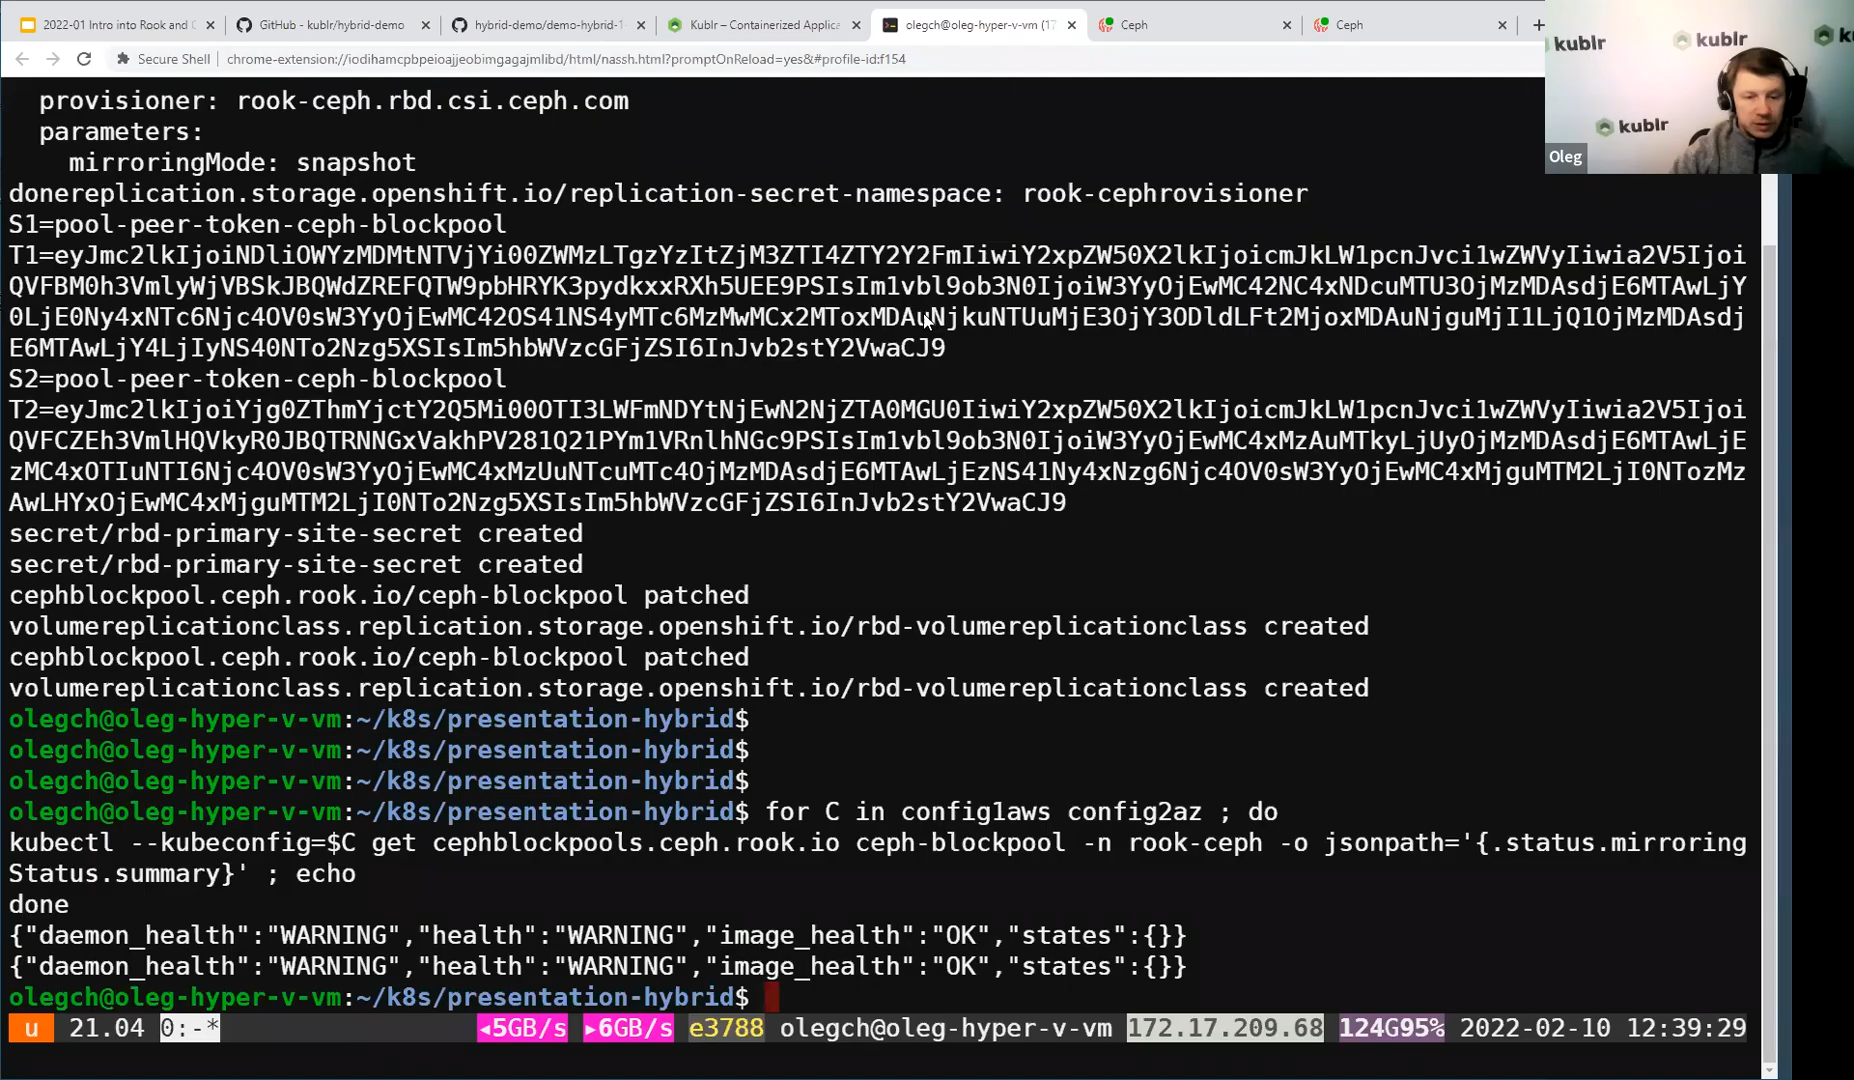 2022-01 Intro into Rook and C
GitHub - kublr/hybrid-demo
hybrid-demo/demo-hybrid-1
Kublr – Containerized Applica
olegch@oleg-hyper-v-vm (17
Ceph
Ceph
Secure Shell
chrome-extension://iodihamcpbpeioajjeobimgagajmlibd/html/nassh.html?promptOnReload=yes&#profile-id:f154
kublr
kublr
kublr
Oleg
provisioner: rook-ceph.rbd.csi.ceph.com
parameters:
mirroringMode: snapshot
donereplication.storage.openshift.io/replication-secret-namespace: rook-cephrovisioner
S1=pool-peer-token-ceph-blockpool
T1=eyJmc2lkIjoiNDliOWYzMDMtNTVjYi00ZWMzLTgzYzItZjM3ZTI4ZTY2Y2FmIiwiY2xpZW50X2lkIjoicmJkLW1pcnJvci1wZWVyIiwia2V5Ijoi
QVFBM0h3VmlyWjVBSkJBQWdZREFQTW9pbHRYK3pydkxxRXh5UEE9PSIsIm1vbl9ob3N0IjoiW3YyOjEwMC42NC4xNDcuMTU3OjMzMDAsdjE6MTAwLjY
0LjE0Ny4xNTc6Njc4OV0sW3YyOjEwMC42OS41NS4yMTc6MzMwMCx2MToxMDAuNjkuNTUuMjE3OjY3ODldLFt2MjoxMDAuNjguMjI1LjQ1OjMzMDAsdj
E6MTAwLjY4LjIyNS40NTo2Nzg5XSIsIm5hbWVzcGFjZSI6InJvb2stY2VwaCJ9
S2=pool-peer-token-ceph-blockpool
T2=eyJmc2lkIjoiYjg0ZThmYjctY2Q5Mi00OTI3LWFmNDYtNjEwN2NjZTA0MGU0IiwiY2xpZW50X2lkIjoicmJkLW1pcnJvci1wZWVyIiwia2V5Ijoi
QVFCZEh3VmlHQVkyR0JBQTRNNGxVakhPV281Q21PYm1VRnlhNGc9PSIsIm1vbl9ob3N0IjoiW3YyOjEwMC4xMzAuMTkyLjUyOjMzMDAsdjE6MTAwLjE
zMC4xOTIuNTI6Njc4OV0sW3YyOjEwMC4xMzUuNTcuMTc4OjMzMDAsdjE6MTAwLjEzNS41Ny4xNzg6Njc4OV0sW3YyOjEwMC4xMjguMTM2LjI0NTozMz
AwLHYxOjEwMC4xMjguMTM2LjI0NTo2Nzg5XSIsIm5hbWVzcGFjZSI6InJvb2stY2VwaCJ9
secret/rbd-primary-site-secret created
secret/rbd-primary-site-secret created
cephblockpool.ceph.rook.io/ceph-blockpool patched
volumereplicationclass.replication.storage.openshift.io/rbd-volumereplicationclass created
cephblockpool.ceph.rook.io/ceph-blockpool patched
volumereplicationclass.replication.storage.openshift.io/rbd-volumereplicationclass created
olegch@oleg-hyper-v-vm:~/k8s/presentation-hybrid$
olegch@oleg-hyper-v-vm:~/k8s/presentation-hybrid$
olegch@oleg-hyper-v-vm:~/k8s/presentation-hybrid$
olegch@oleg-hyper-v-vm:~/k8s/presentation-hybrid$ for C in config1aws config2az ; do
kubectl --kubeconfig=$C get cephblockpools.ceph.rook.io ceph-blockpool -n rook-ceph -o jsonpath='{.status.mirroring
Status.summary}' ; echo
done
{"daemon_health":"WARNING","health":"WARNING","image_health":"OK","states":{}}
{"daemon_health":"WARNING","health":"WARNING","image_health":"OK","states":{}}
olegch@oleg-hyper-v-vm:~/k8s/presentation-hybrid$
u 21.04 0:-* ◂5GB/s ▸6GB/s e3788 olegch@oleg-hyper-v-vm 172.17.209.68 124G95% 2022-02-10 12:39:29